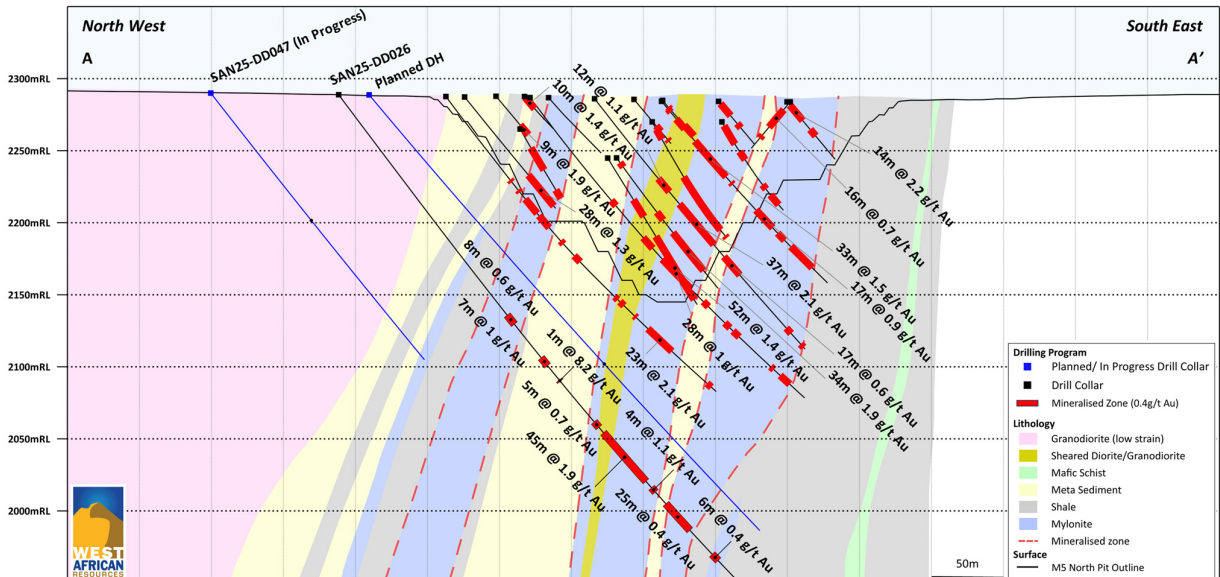 North West
South East
A
A’
SAN25-DD047 (In Progress)
SAN25-DD026
Planned DH
2300mRL
2250mRL
2200mRL
2150mRL
2100mRL
2050mRL
2000mRL
12m @ 1.1 g/t Au
10m @ 1.4 g/t Au
9m @ 1.9 g/t Au
28m @ 1.3 g/t Au
14m @ 2.2 g/t Au
16m @ 0.7 g/t Au
33m @ 1.5 g/t Au
17m @ 0.9 g/t Au
37m @ 2.1 g/t Au
17m @ 0.6 g/t Au
52m @ 1.4 g/t Au
34m @ 1.9 g/t Au
28m @ 1 g/t Au
23m @ 2.1 g/t Au
8m @ 0.6 g/t Au
7m @ 1 g/t Au
1m @ 8.2 g/t Au
5m @ 0.7 g/t Au
4m @ 1.1 g/t Au
45m @ 1.9 g/t Au
25m @ 0.4 g/t Au
6m @ 0.4 g/t Au
Drilling Program
Planned/ In Progress Drill Collar
Drill Collar
Mineralised Zone (0.4g/t Au)
Lithology
Granodiorite (low strain)
Sheared Diorite/Granodiorite
Mafic Schist
Meta Sediment
Shale
Mylonite
Mineralised zone
Surface
M5 North Pit Outline
50m
WEST
AFRICAN
RESOURCES